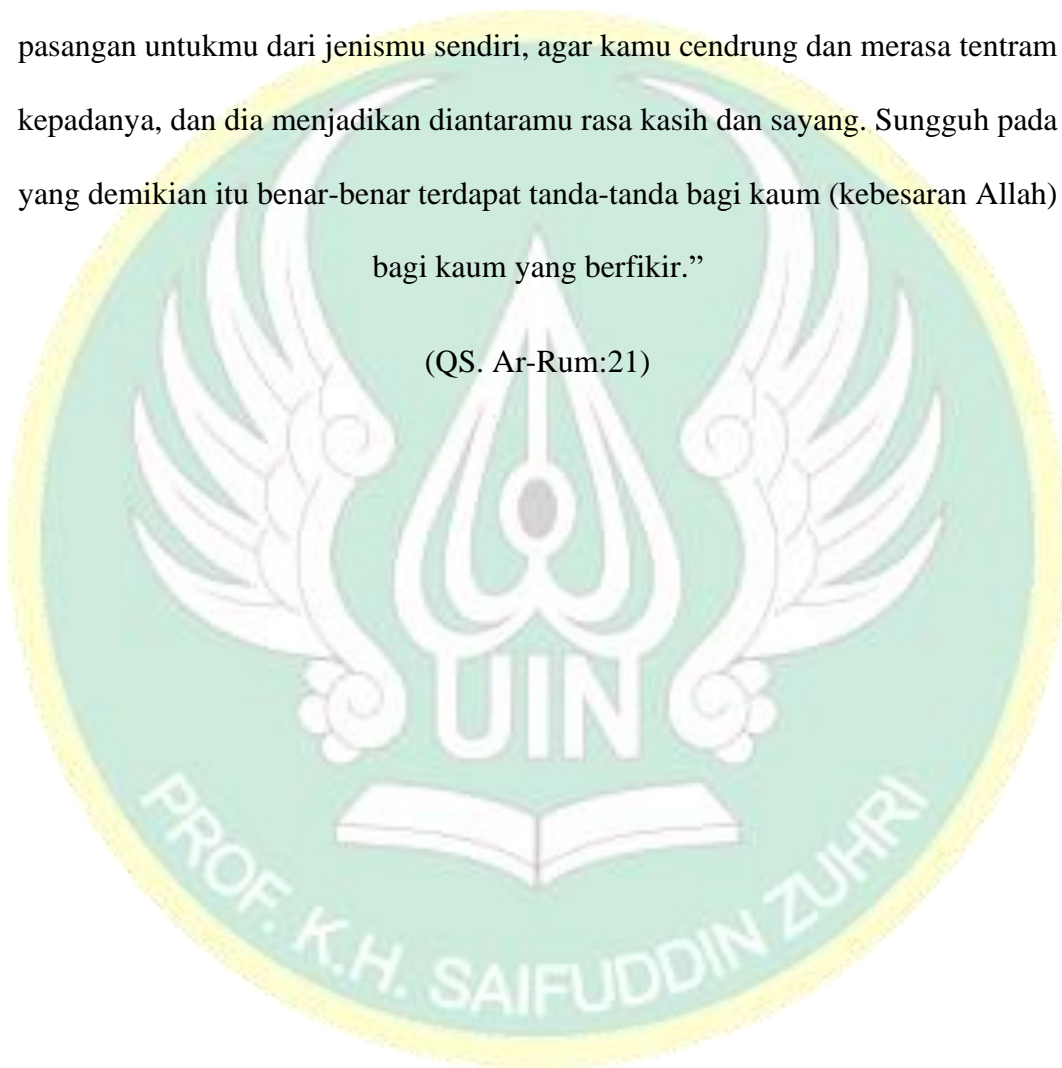 pasangan untukmu dari jenismu sendiri, agar kamu cendrung dan merasa tentram
kepadanya, dan dia menjadikan diantaramu rasa kasih dan sayang. Sungguh pada
yang demikian itu benar-benar terdapat tanda-tanda bagi kaum (kebesaran Allah)
bagi kaum yang berfikir.”
(QS. Ar-Rum:21)
UIN
PROF. K.H. SAIFUDDIN ZUHRI